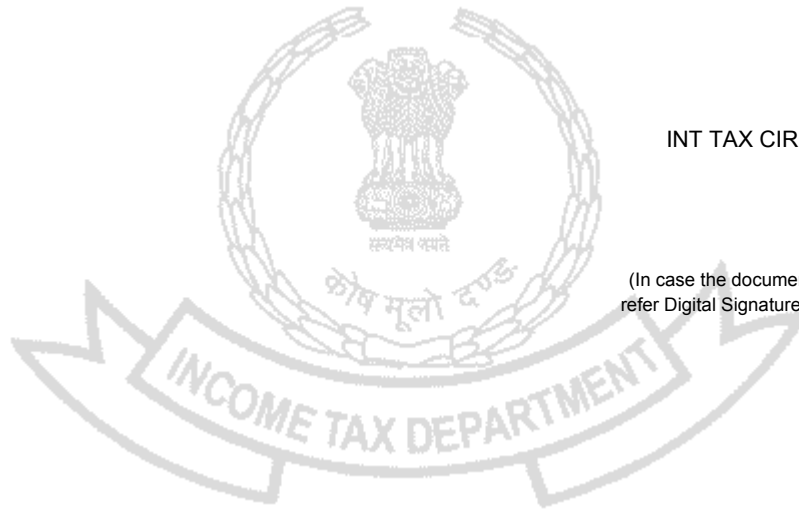 INT TAX CIR
सत्यमेव जयते
(In case the docume
refer Digital Signature
कोष मूलो दण्ड:
INCOME TAX DEPARTMENT